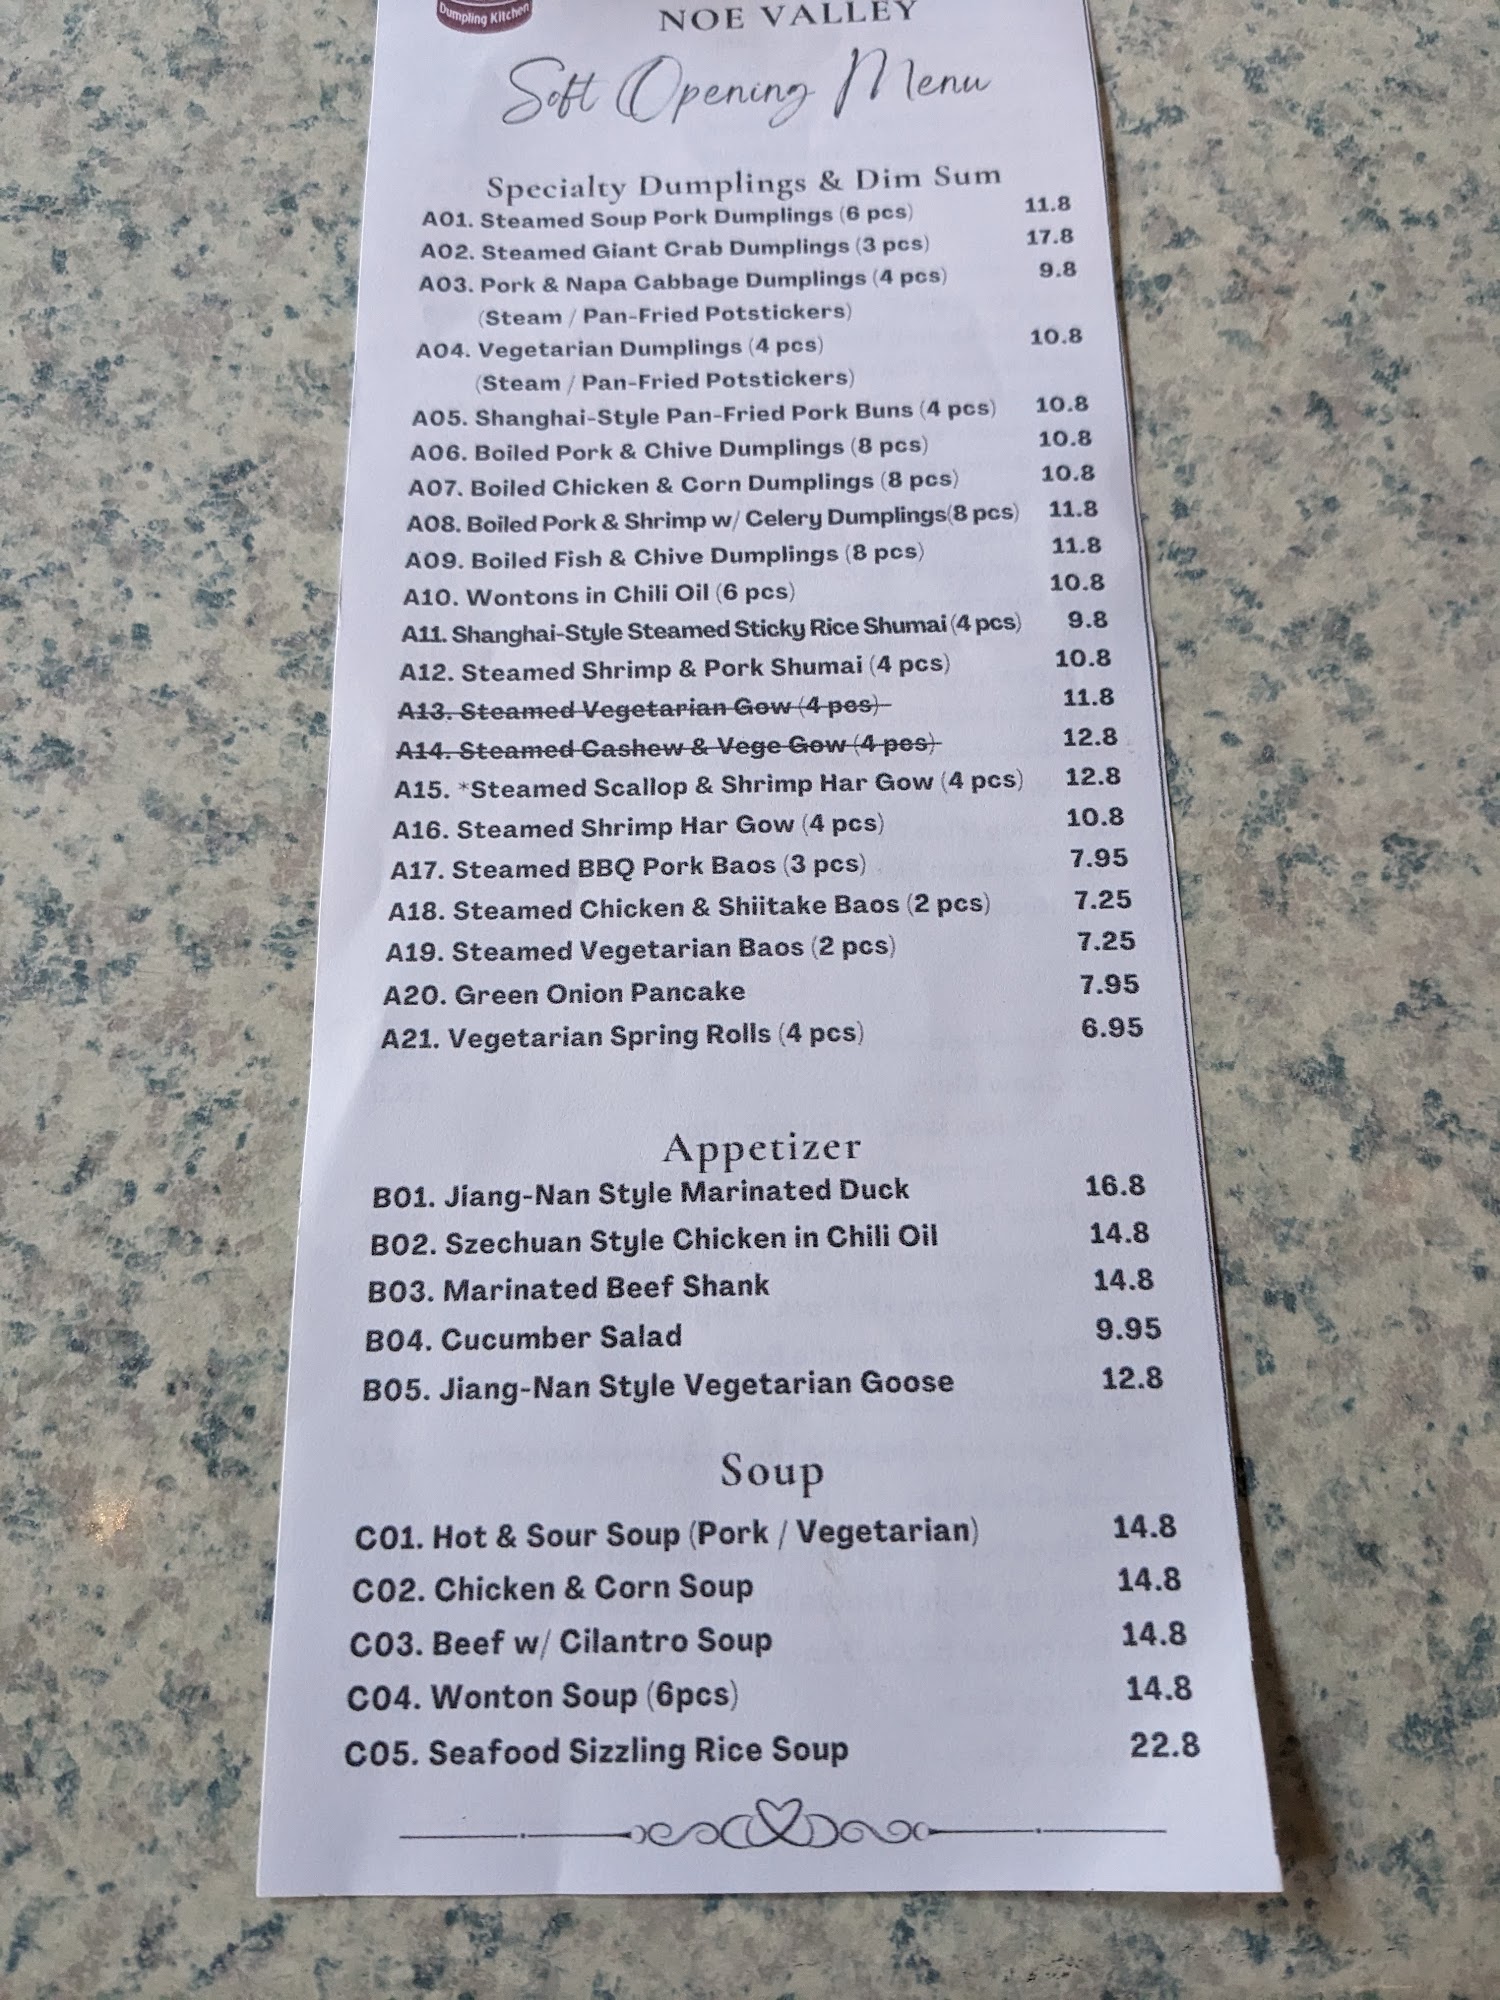 Dumpling Kitchen
NOE VALLEY
Soft Opening Menu
Specialty Dumplings & Dim Sum
A01. Steamed Soup Pork Dumplings (6 pcs) 11.8
A02. Steamed Giant Crab Dumplings (3 pcs) 17.8
A03. Pork & Napa Cabbage Dumplings (4 pcs) 9.8
(Steam / Pan-Fried Potstickers)
A04. Vegetarian Dumplings (4 pcs) 10.8
(Steam / Pan-Fried Potstickers)
A05. Shanghai-Style Pan-Fried Pork Buns (4 pcs) 10.8
A06. Boiled Pork & Chive Dumplings (8 pcs) 10.8
A07. Boiled Chicken & Corn Dumplings (8 pcs) 10.8
A08. Boiled Pork & Shrimp w/ Celery Dumplings(8 pcs) 11.8
A09. Boiled Fish & Chive Dumplings (8 pcs) 11.8
A10. Wontons in Chili Oil (6 pcs) 10.8
A11. Shanghai-Style Steamed Sticky Rice Shumai (4 pcs) 9.8
A12. Steamed Shrimp & Pork Shumai (4 pcs) 10.8
A13. Steamed Vegetarian Gow (4 pcs) 11.8
A14. Steamed Cashew & Vege Gow (4 pcs) 12.8
A15. *Steamed Scallop & Shrimp Har Gow (4 pcs) 12.8
A16. Steamed Shrimp Har Gow (4 pcs) 10.8
A17. Steamed BBQ Pork Baos (3 pcs) 7.95
A18. Steamed Chicken & Shiitake Baos (2 pcs) 7.25
A19. Steamed Vegetarian Baos (2 pcs) 7.25
A20. Green Onion Pancake 7.95
A21. Vegetarian Spring Rolls (4 pcs) 6.95
Appetizer
B01. Jiang-Nan Style Marinated Duck 16.8
B02. Szechuan Style Chicken in Chili Oil 14.8
B03. Marinated Beef Shank 14.8
B04. Cucumber Salad 9.95
B05. Jiang-Nan Style Vegetarian Goose 12.8
Soup
C01. Hot & Sour Soup (Pork / Vegetarian) 14.8
C02. Chicken & Corn Soup 14.8
C03. Beef w/ Cilantro Soup 14.8
C04. Wonton Soup (6pcs) 14.8
C05. Seafood Sizzling Rice Soup 22.8